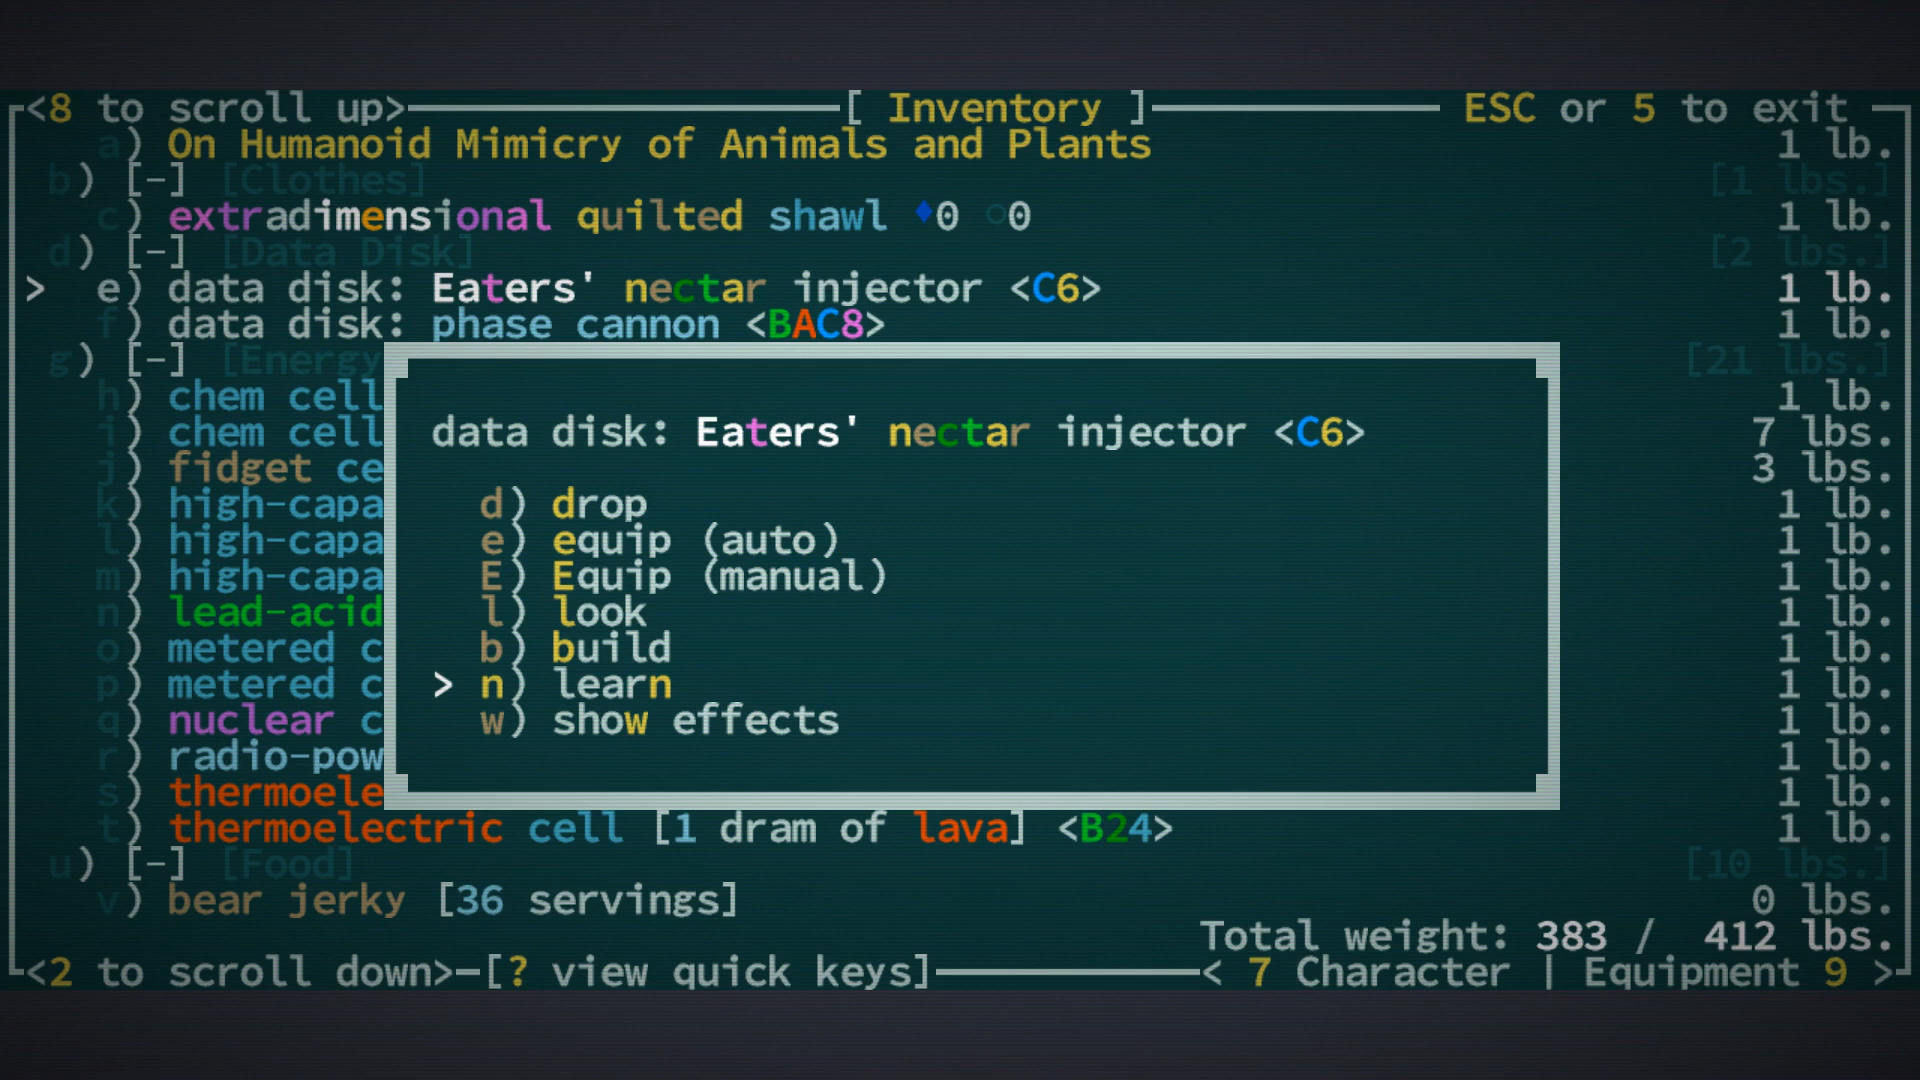 <8 to scroll up> [ Inventory ] ESC or 5 to exit
a) On Humanoid Mimicry of Animals and Plants 1 lb.
b) [-] [Clothes] [1 lbs.]
c) extradimensional quilted shawl ♦0 ○0 1 lb.
d) [-] [Data Disk] [2 lbs.]
> e) data disk: Eaters' nectar injector <C6> 1 lb.
f) data disk: phase cannon <BAC8> 1 lb.
g) [-] [Energy [21 lbs.]
h) chem cell 1 lb.
i) chem cell 7 lbs.
j) fidget ce 3 lbs.
k) high-capa 1 lb.
l) high-capa 1 lb.
m) high-capa 1 lb.
n) lead-acid 1 lb.
o) metered c 1 lb.
p) metered c 1 lb.
q) nuclear c 1 lb.
r) radio-pow 1 lb.
s) thermoele 1 lb.
t) thermoelectric cell [1 dram of lava] <B24> 1 lb.
u) [-] [Food] [10 lbs.]
v) bear jerky [36 servings] 0 lbs.
Total weight: 383 / 412 lbs.
<2 to scroll down> [? view quick keys] < 7 Character | Equipment 9 >
data disk: Eaters' nectar injector <C6>
d) drop
e) equip (auto)
E) Equip (manual)
l) look
b) build
> n) learn
w) show effects